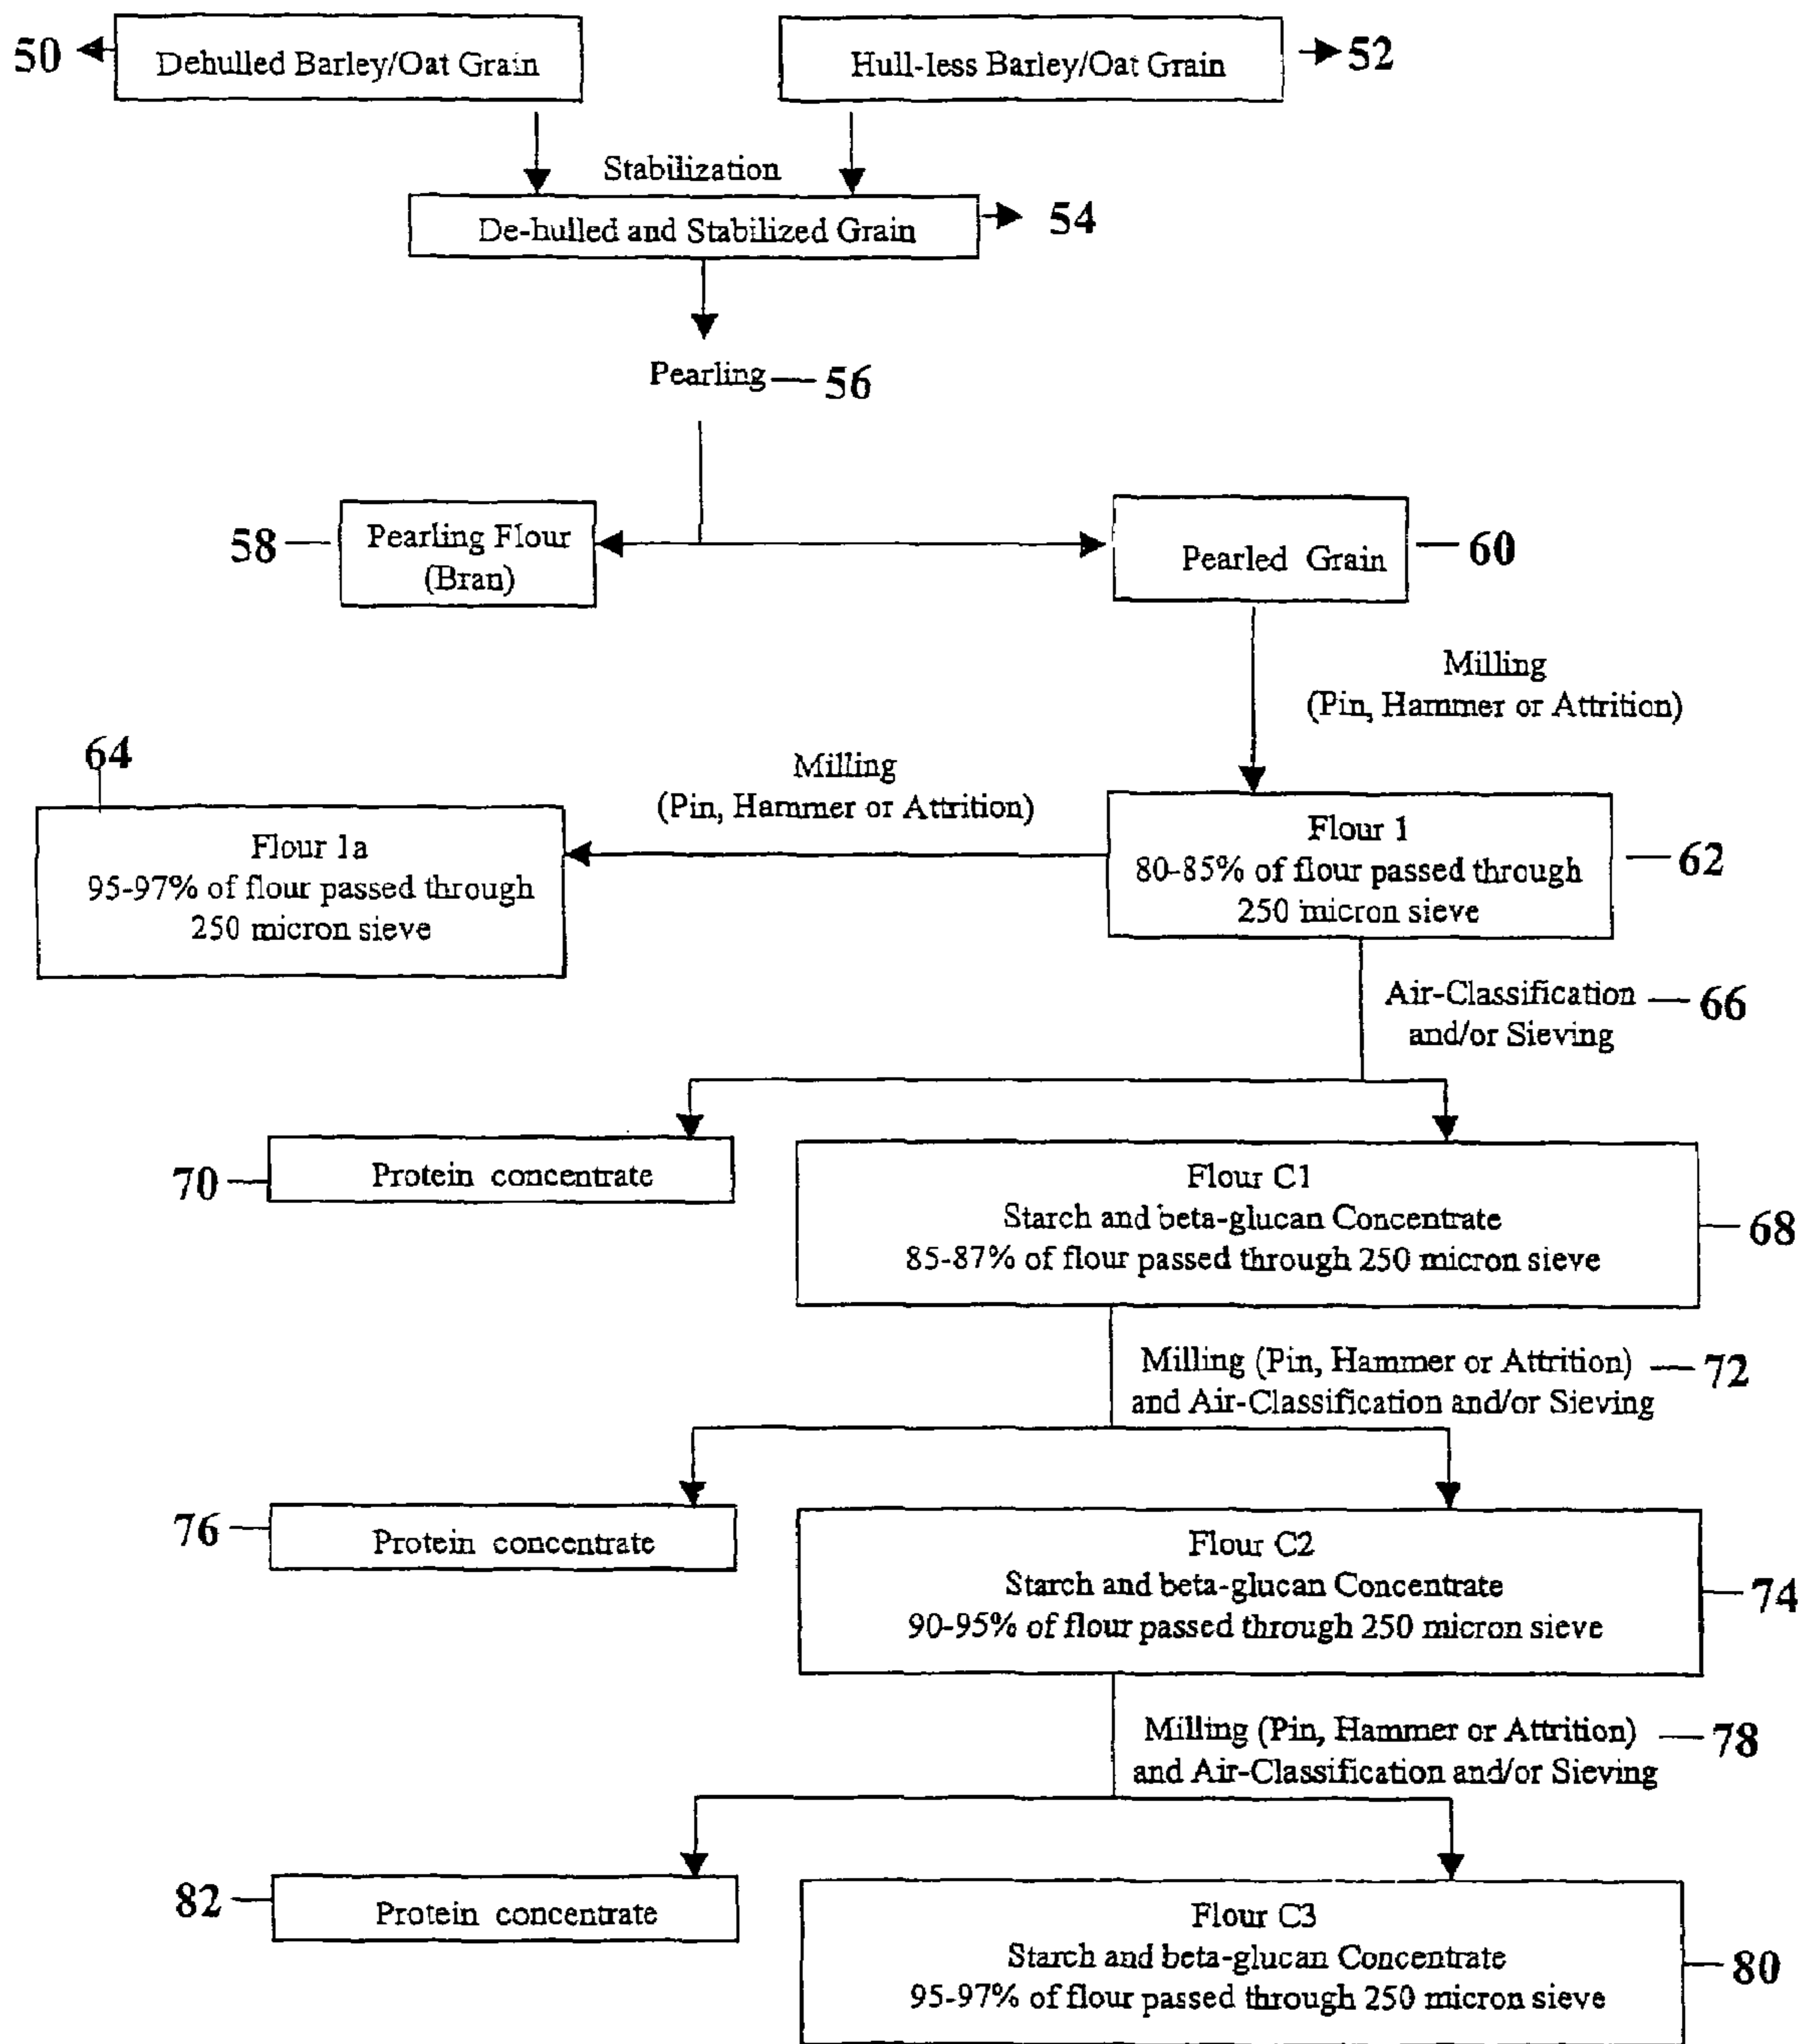 50
Dehulled Barley/Oat Grain
Hull-less Barley/Oat Grain
52
Stabilization
De-hulled and Stabilized Grain
54
Pearling
56
58
Pearling Flour
(Bran)
Pearled Grain
60
Milling
(Pin, Hammer or Attrition)
64
Milling
(Pin, Hammer or Attrition)
Flour 1a
95-97% of flour passed through
250 micron sieve
Flour 1
80-85% of flour passed through
250 micron sieve
62
Air-Classification
and/or Sieving
66
70
Protein concentrate
Flour C1
Starch and beta-glucan Concentrate
85-87% of flour passed through 250 micron sieve
68
Milling (Pin, Hammer or Attrition)
and Air-Classification and/or Sieving
72
76
Protein concentrate
Flour C2
Starch and beta-glucan Concentrate
90-95% of flour passed through 250 micron sieve
74
Milling (Pin, Hammer or Attrition)
and Air-Classification and/or Sieving
78
82
Protein concentrate
Flour C3
Starch and beta-glucan Concentrate
95-97% of flour passed through 250 micron sieve
80